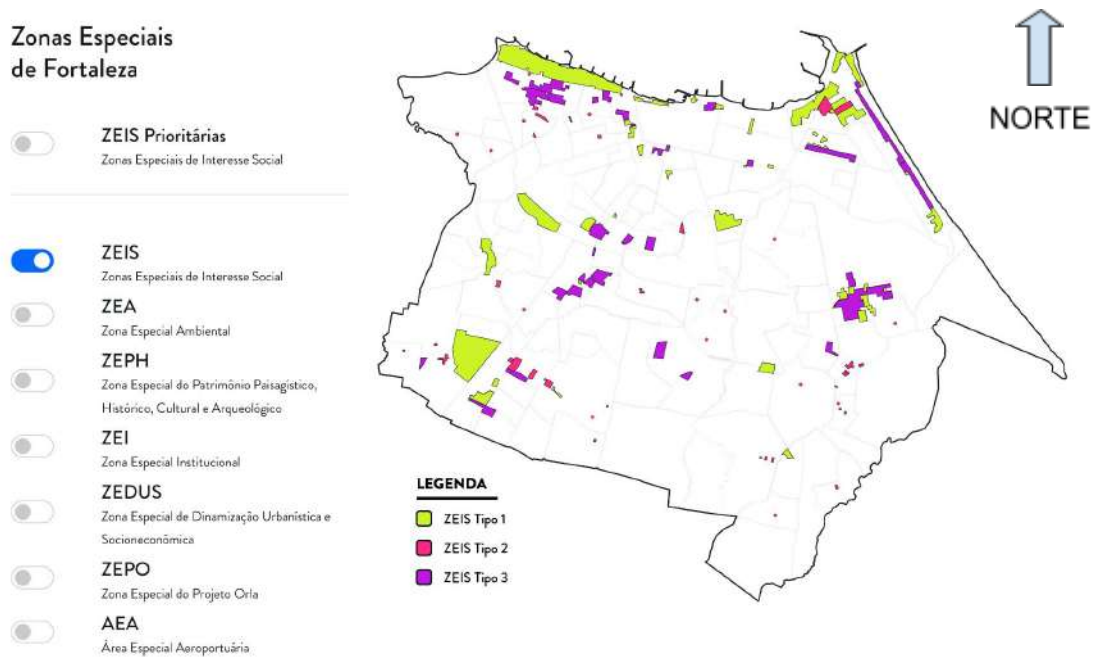 Zonas Especiais
de Fortaleza
ZEIS Prioritárias
Zonas Especiais de Interesse Social
ZEIS
Zonas Especiais de Interesse Social
ZEA
Zona Especial Ambiental
ZEPH
Zona Especial do Patrimônio Paisagístico,
Histórico, Cultural e Arqueológico
ZEI
Zona Especial Institucional
ZEDUS
Zona Especial de Dinamização Urbanística e
Socioeconômica
ZEPO
Zona Especial do Projeto Orla
AEA
Área Especial Aeroportuária
NORTE
LEGENDA
ZEIS Tipo 1
ZEIS Tipo 2
ZEIS Tipo 3